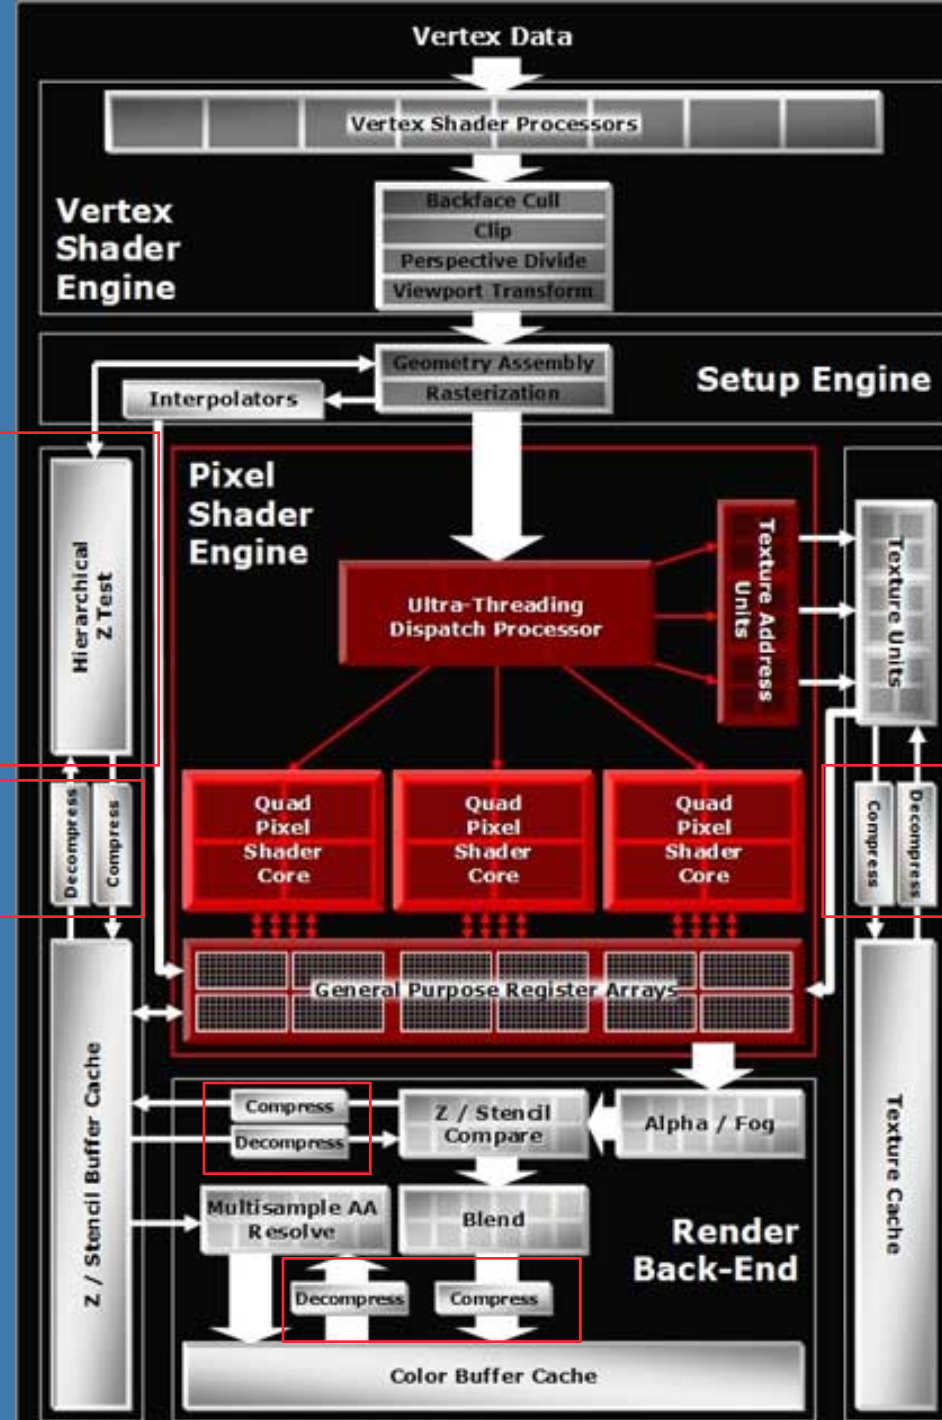 Vertex Data
Vertex Shader Processors
Vertex
Shader
Engine
Backface Cull
Clip
Perspective Divide
Viewport Transform
Geometry Assembly
Rasterization
Interpolators
Setup Engine
Hierarchical
Z Test
Pixel
Shader
Engine
Ultra-Threading
Dispatch Processor
Texture Address
Units
Texture Units
Quad
Pixel
Shader
Core
Quad
Pixel
Shader
Core
Quad
Pixel
Shader
Core
Decompress
Compress
Compress
Decompress
General Purpose Register Arrays
Z / Stencil Buffer Cache
Compress
Decompress
Z / Stencil
Compare
Alpha / Fog
Texture Cache
Multisample AA
Resolve
Blend
Render
Back-End
Decompress
Compress
Color Buffer Cache